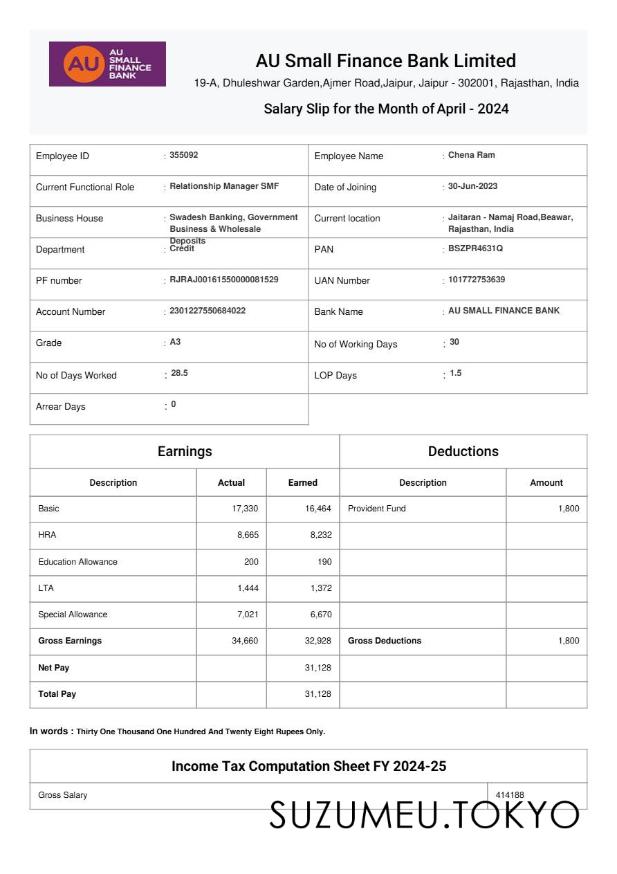 AU
AU
SMALL
FINANCE
BANK
AU Small Finance Bank Limited
19-A, Dhuleshwar Garden,Ajmer Road,Jaipur, Jaipur - 302001, Rajasthan, India
Salary Slip for the Month of April - 2024
Employee ID : 355092 Employee Name : Chena Ram
Current Functional Role : Relationship Manager SMF Date of Joining : 30-Jun-2023
Business House : Swadesh Banking, Government Business & Wholesale Deposits Current location : Jaitaran - Namaj Road,Beawar, Rajasthan, India
Department : Credit PAN : BSZPR4631Q
PF number : RJRAJ00161550000081529 UAN Number : 101772753639
Account Number : 2301227550684022 Bank Name : AU SMALL FINANCE BANK
Grade : A3 No of Working Days : 30
No of Days Worked : 28.5 LOP Days : 1.5
Arrear Days : 0
Earnings Deductions
Description Actual Earned Description Amount
Basic 17,330 16,464 Provident Fund 1,800
HRA 8,665 8,232
Education Allowance 200 190
LTA 1,444 1,372
Special Allowance 7,021 6,670
Gross Earnings 34,660 32,928 Gross Deductions 1,800
Net Pay 31,128
Total Pay 31,128
In words : Thirty One Thousand One Hundred And Twenty Eight Rupees Only.
Income Tax Computation Sheet FY 2024-25
Gross Salary 414188
SUZUMEU.TOKYO